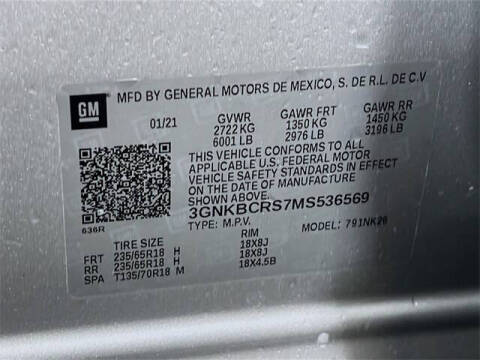 GM
MFD BY GENERAL MOTORS DE MEXICO, S. DE R.L. DE C.V
01/21 GVWR GAWR FRT GAWR RR
2722 KG 1350 KG 1450 KG
6001 LB 2976 LB 3196 LB
THIS VEHICLE CONFORMS TO ALL
APPLICABLE U.S. FEDERAL MOTOR
VEHICLE SAFETY STANDARDS IN EFFECT
ON THE DATE OF MANUFACTURE
SHOWN ABOVE.
3GNKBCRS7MS536569
636R
TYPE: M.P.V. MODEL: 791NK26
TIRE SIZE RIM
FRT 235/65R18 H 18X8J
RR 235/65R18 H 18X8J
SPA T135/70R18 M 18X4.5B